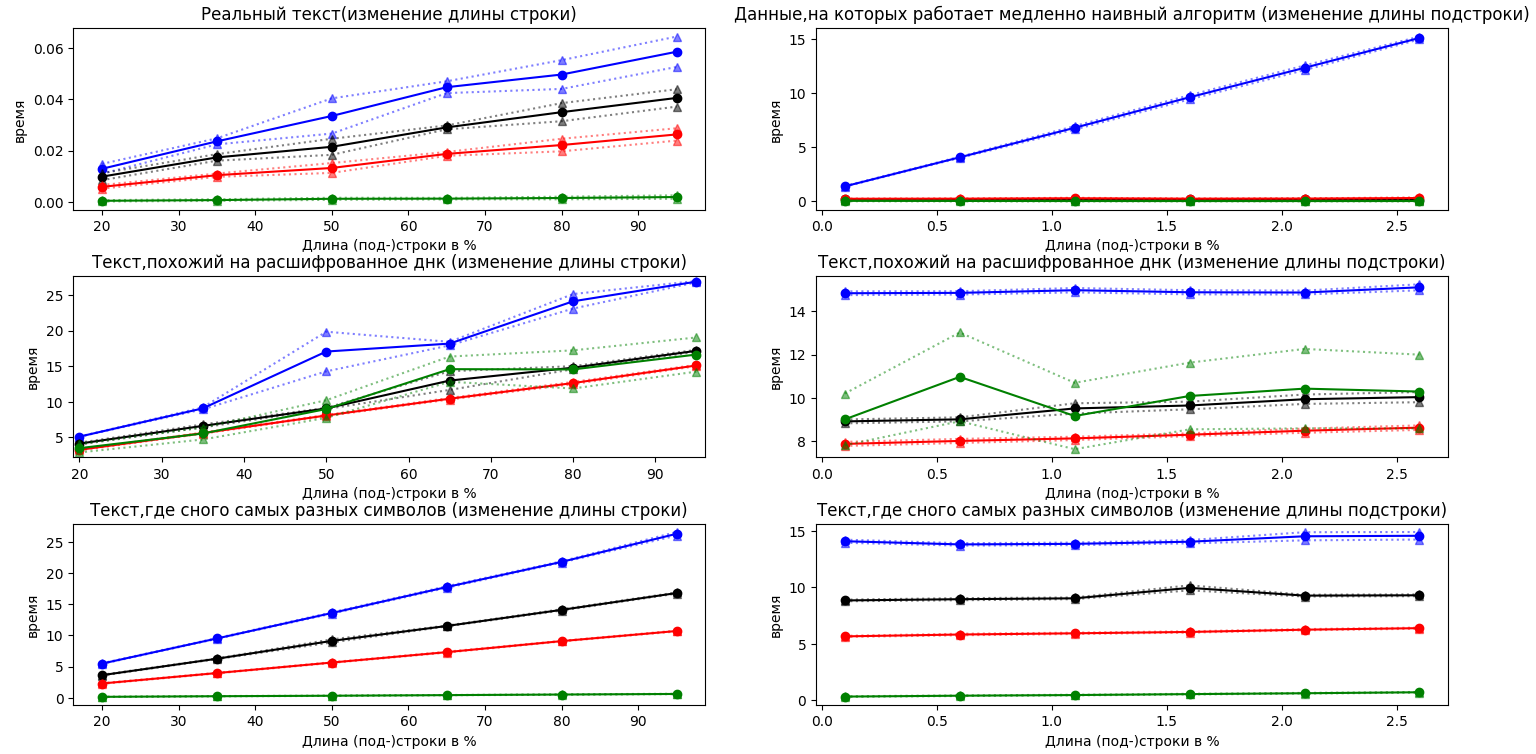 Реальный текст(изменение длины строки)
время
0.06
0.04
0.02
0.00
20 30 40 50 60 70 80 90
Длина (под-)строки в %
Данные,на которых работает медленно наивный алгоритм (изменение длины подстроки)
время
15
10
5
0
0.0 0.5 1.0 1.5 2.0 2.5
Длина (под-)строки в %
Текст,похожий на расшифрованное днк (изменение длины строки)
время
25
20
15
10
5
20 30 40 50 60 70 80 90
Длина (под-)строки в %
Текст,похожий на расшифрованное днк (изменение длины подстроки)
время
14
12
10
8
0.0 0.5 1.0 1.5 2.0 2.5
Длина (под-)строки в %
Текст,где сного самых разных символов (изменение длины строки)
время
25
20
15
10
5
0
20 30 40 50 60 70 80 90
Длина (под-)строки в %
Текст,где сного самых разных символов (изменение длины подстроки)
время
15
10
5
0
0.0 0.5 1.0 1.5 2.0 2.5
Длина (под-)строки в %